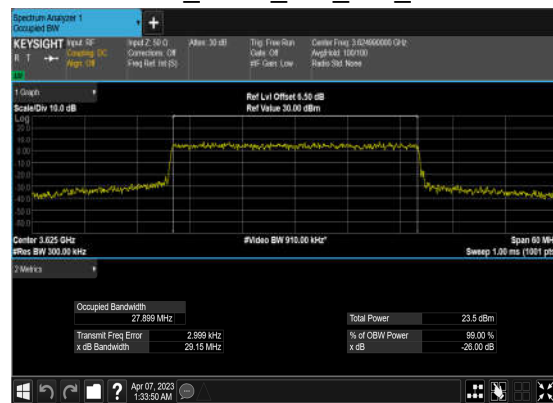 Spectrum Analyzer 1
Occupied BW
+
KEYSIGHT Input: RF Input Z: 50 Ω Atten: 30 dB Trig: Free Run Center Freq: 3.624990000 GHz
R T Coupling: DC Corrections: Off Gate: Off Avg|Hold: 100/100
Align: Off Freq Ref: Int (S) #IF Gain: Low Radio Std: None
1 Graph
Scale/Div 10.0 dB
Ref Lvl Offset 6.50 dB
Ref Value 30.00 dBm
Log
20.0
10.0
0.00
-10.0
-20.0
-30.0
-40.0
-50.0
-60.0
Center 3.625 GHz #Video BW 910.00 kHz* Span 60 MH
#Res BW 300.00 kHz Sweep 1.00 ms (1001 pts
2 Metrics
Occupied Bandwidth
27.899 MHz Total Power 23.5 dBm
Transmit Freq Error 2.999 kHz % of OBW Power 99.00 %
x dB Bandwidth 29.15 MHz x dB -26.00 dB
? Apr 07, 2023
1:33:50 AM